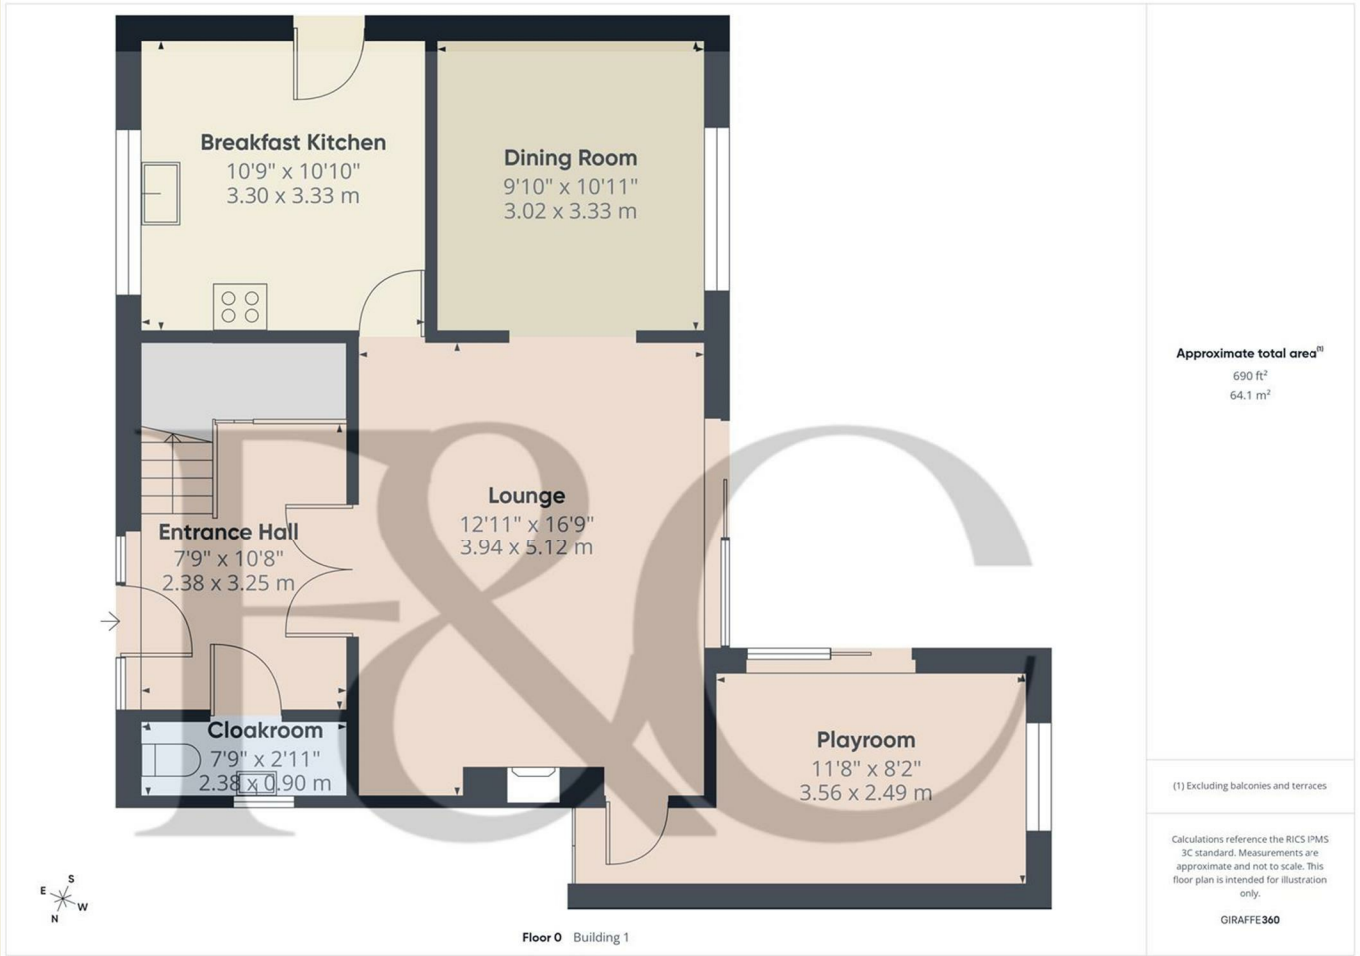 Breakfast Kitchen
10'9" x 10'10"
3.30 x 3.33 m
Dining Room
9'10" x 10'11"
3.02 x 3.33 m
Lounge
12'11" x 16'9"
3.94 x 5.12 m
Entrance Hall
7'9" x 10'8"
2.38 x 3.25 m
Cloakroom
7'9" x 2'11"
2.38 x 0.90 m
Playroom
11'8" x 8'2"
3.56 x 2.49 m
F&C
S
E
W
N
Floor 0 Building 1
Approximate total area(1)
690 ft²
64.1 m²
(1) Excluding balconies and terraces
Calculations reference the RICS IPMS
3C standard. Measurements are
approximate and not to scale. This
floor plan is intended for illustration
only.
GIRAFFE360